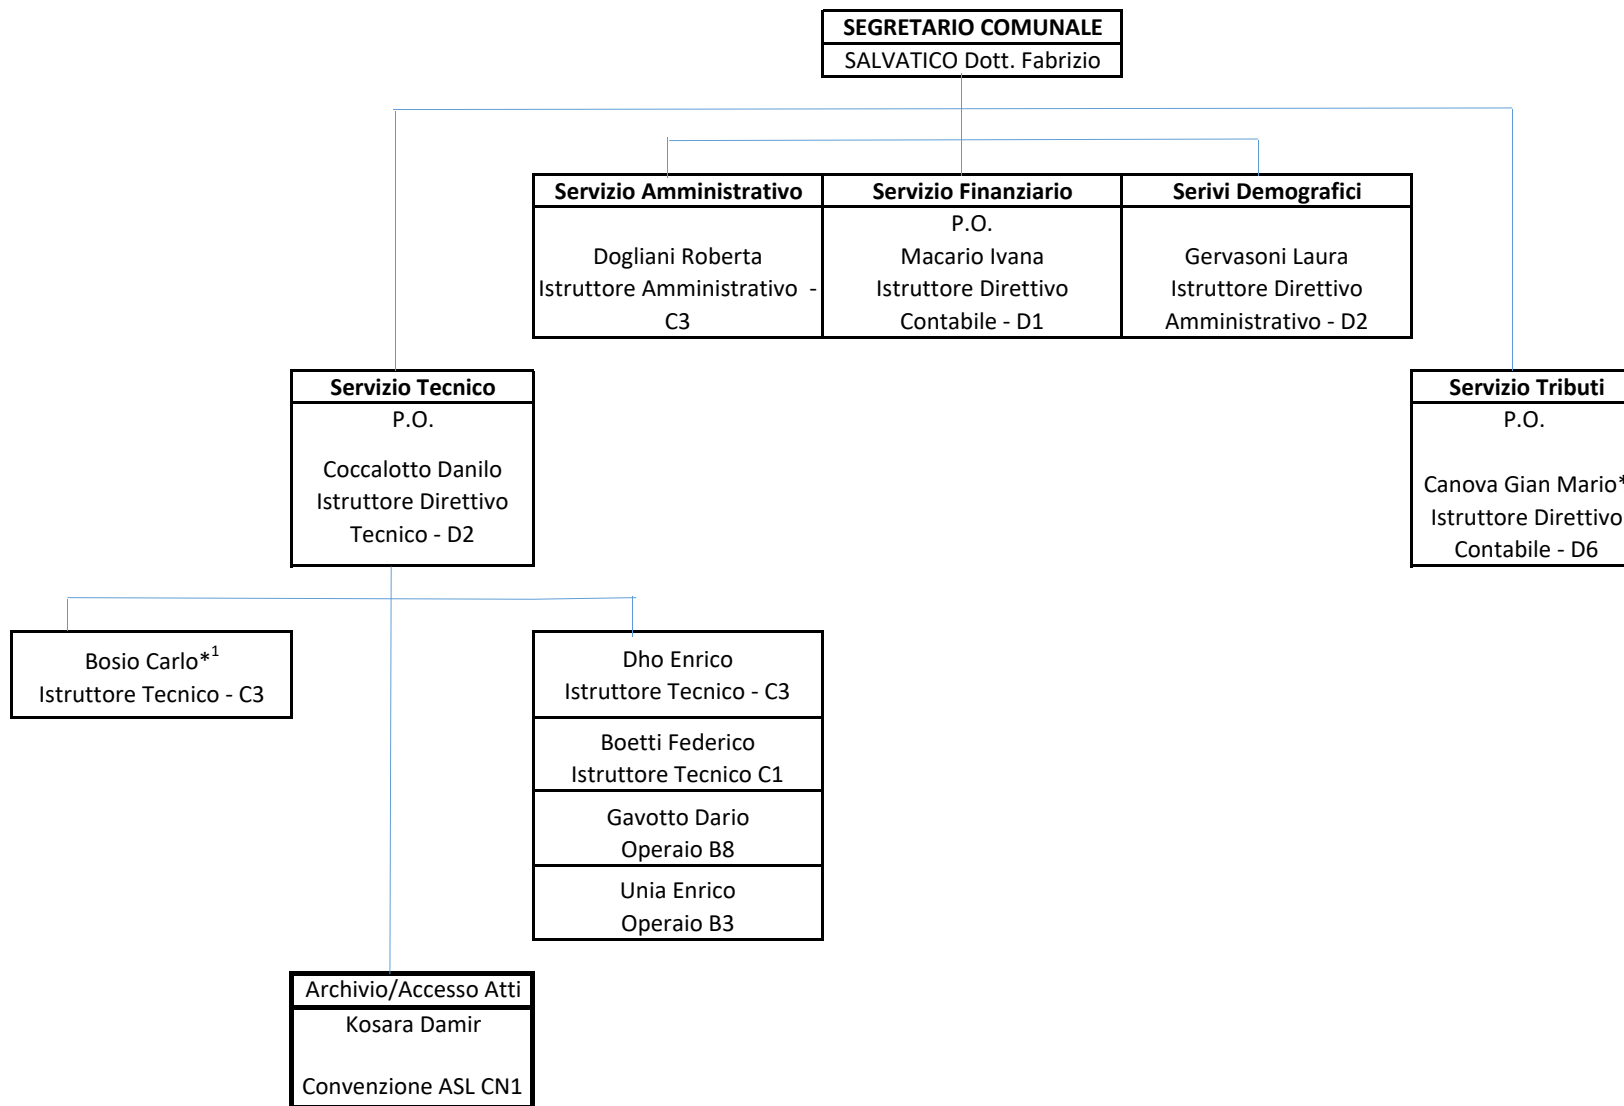 SEGRETARIO COMUNALE
SALVATICO Dott. Fabrizio
Servizio Amministrativo
Dogliani Roberta
Istruttore Amministrativo -
C3
Servizio Finanziario
P.O.
Macario Ivana
Istruttore Direttivo
Contabile - D1
Serivi Demografici
Gervasoni Laura
Istruttore Direttivo
Amministrativo - D2
Servizio Tecnico
P.O.
Coccalotto Danilo
Istruttore Direttivo
Tecnico - D2
Servizio Tributi
P.O.
Canova Gian Mario*
Istruttore Direttivo
Contabile - D6
Bosio Carlo*1
Istruttore Tecnico - C3
Dho Enrico
Istruttore Tecnico - C3
Boetti Federico
Istruttore Tecnico C1
Gavotto Dario
Operaio B8
Unia Enrico
Operaio B3
Archivio/Accesso Atti
Kosara Damir
Convenzione ASL CN1